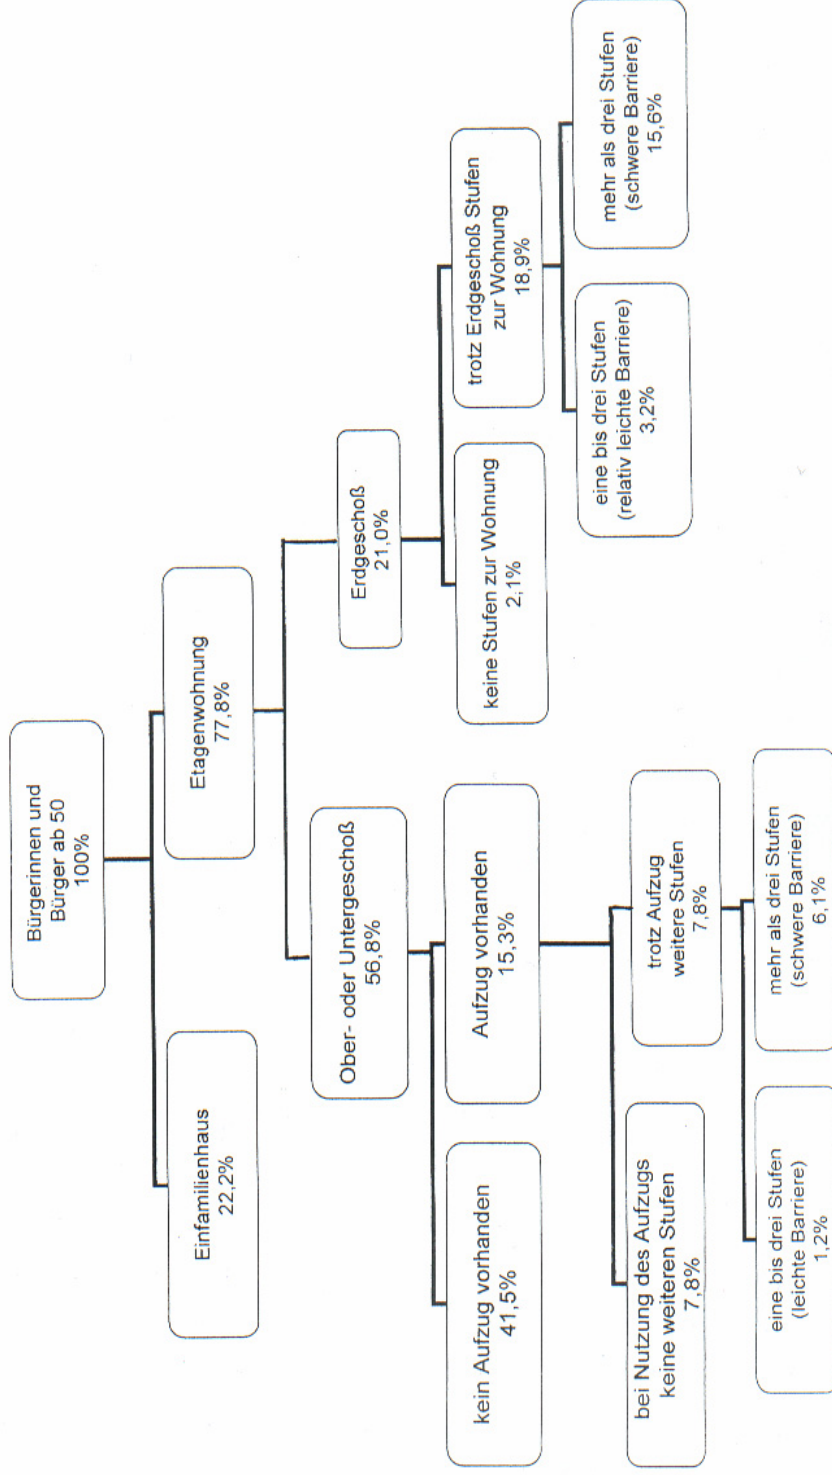 Bürgerinnen und
Bürger ab 50
100%
Einfamilienhaus
22,2%
Etagenwohnung
77,8%
Ober- oder Untergeschoß
56,8%
Erdgeschoß
21,0%
kein Aufzug vorhanden
41,5%
Aufzug vorhanden
15,3%
keine Stufen zur Wohnung
2,1%
trotz Erdgeschoß Stufen
zur Wohnung
18,9%
eine bis drei Stufen
(relativ leichte Barriere)
3,2%
mehr als drei Stufen
(schwere Barriere)
15,6%
bei Nutzung des Aufzugs
keine weiteren Stufen
7,8%
trotz Aufzug
weitere Stufen
7,8%
eine bis drei Stufen
(leichte Barriere)
1,2%
mehr als drei Stufen
(schwere Barriere)
6,1%